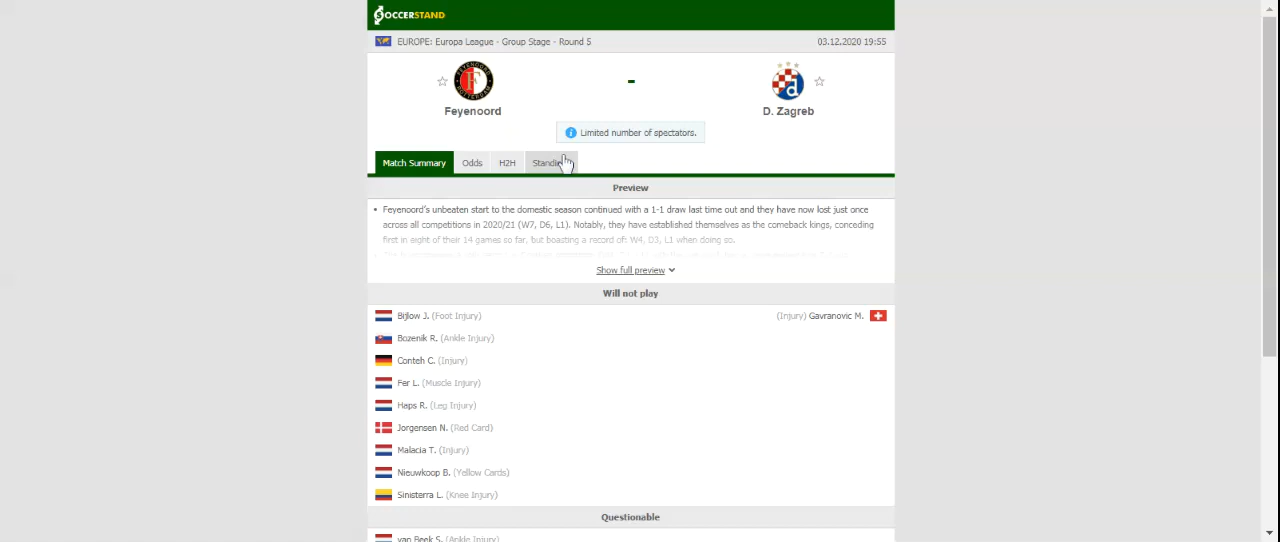 SOCCERSTAND
EUROPE: Europa League - Group Stage - Round 5 03.12.2020 19:55
-
Feyenoord D. Zagreb
Limited number of spectators.
Match Summary Odds H2H
Preview
• Feyenoord's unbeaten start to the domestic season continued with a 1-1 draw last time out and they have now lost just once
across all competitions in 2020/21 (W7, D6, L1). Notably, they have established themselves as the comeback kings, conceding
first in eight of their 14 games so far, but boasting a record of: W4, D3, L1 when doing so.
Show full preview
Will not play
Bijlow J. (Foot Injury) (Injury) Gavranovic M.
Bozenik R. (Ankle Injury)
Conteh C. (Injury)
Fer L. (Muscle Injury)
Haps R. (Leg Injury)
Jorgensen N. (Red Card)
Malacia T. (Injury)
Nieuwkoop B. (Yellow Cards)
Sinisterra L. (Knee Injury)
Questionable
van Beek S. (Ankle Injury)